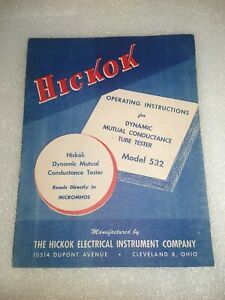 HICKOK
OPERATING INSTRUCTIONS
for
DYNAMIC
MUTUAL CONDUCTANCE
TUBE TESTER
Model 532
Hickok
Dynamic Mutual
Conductance Tester
Reads Directly In
MICROMHOS
Manufactured by
THE HICKOK ELECTRICAL INSTRUMENT COMPANY
10514 DUPONT AVENUE • CLEVELAND 8, OHIO